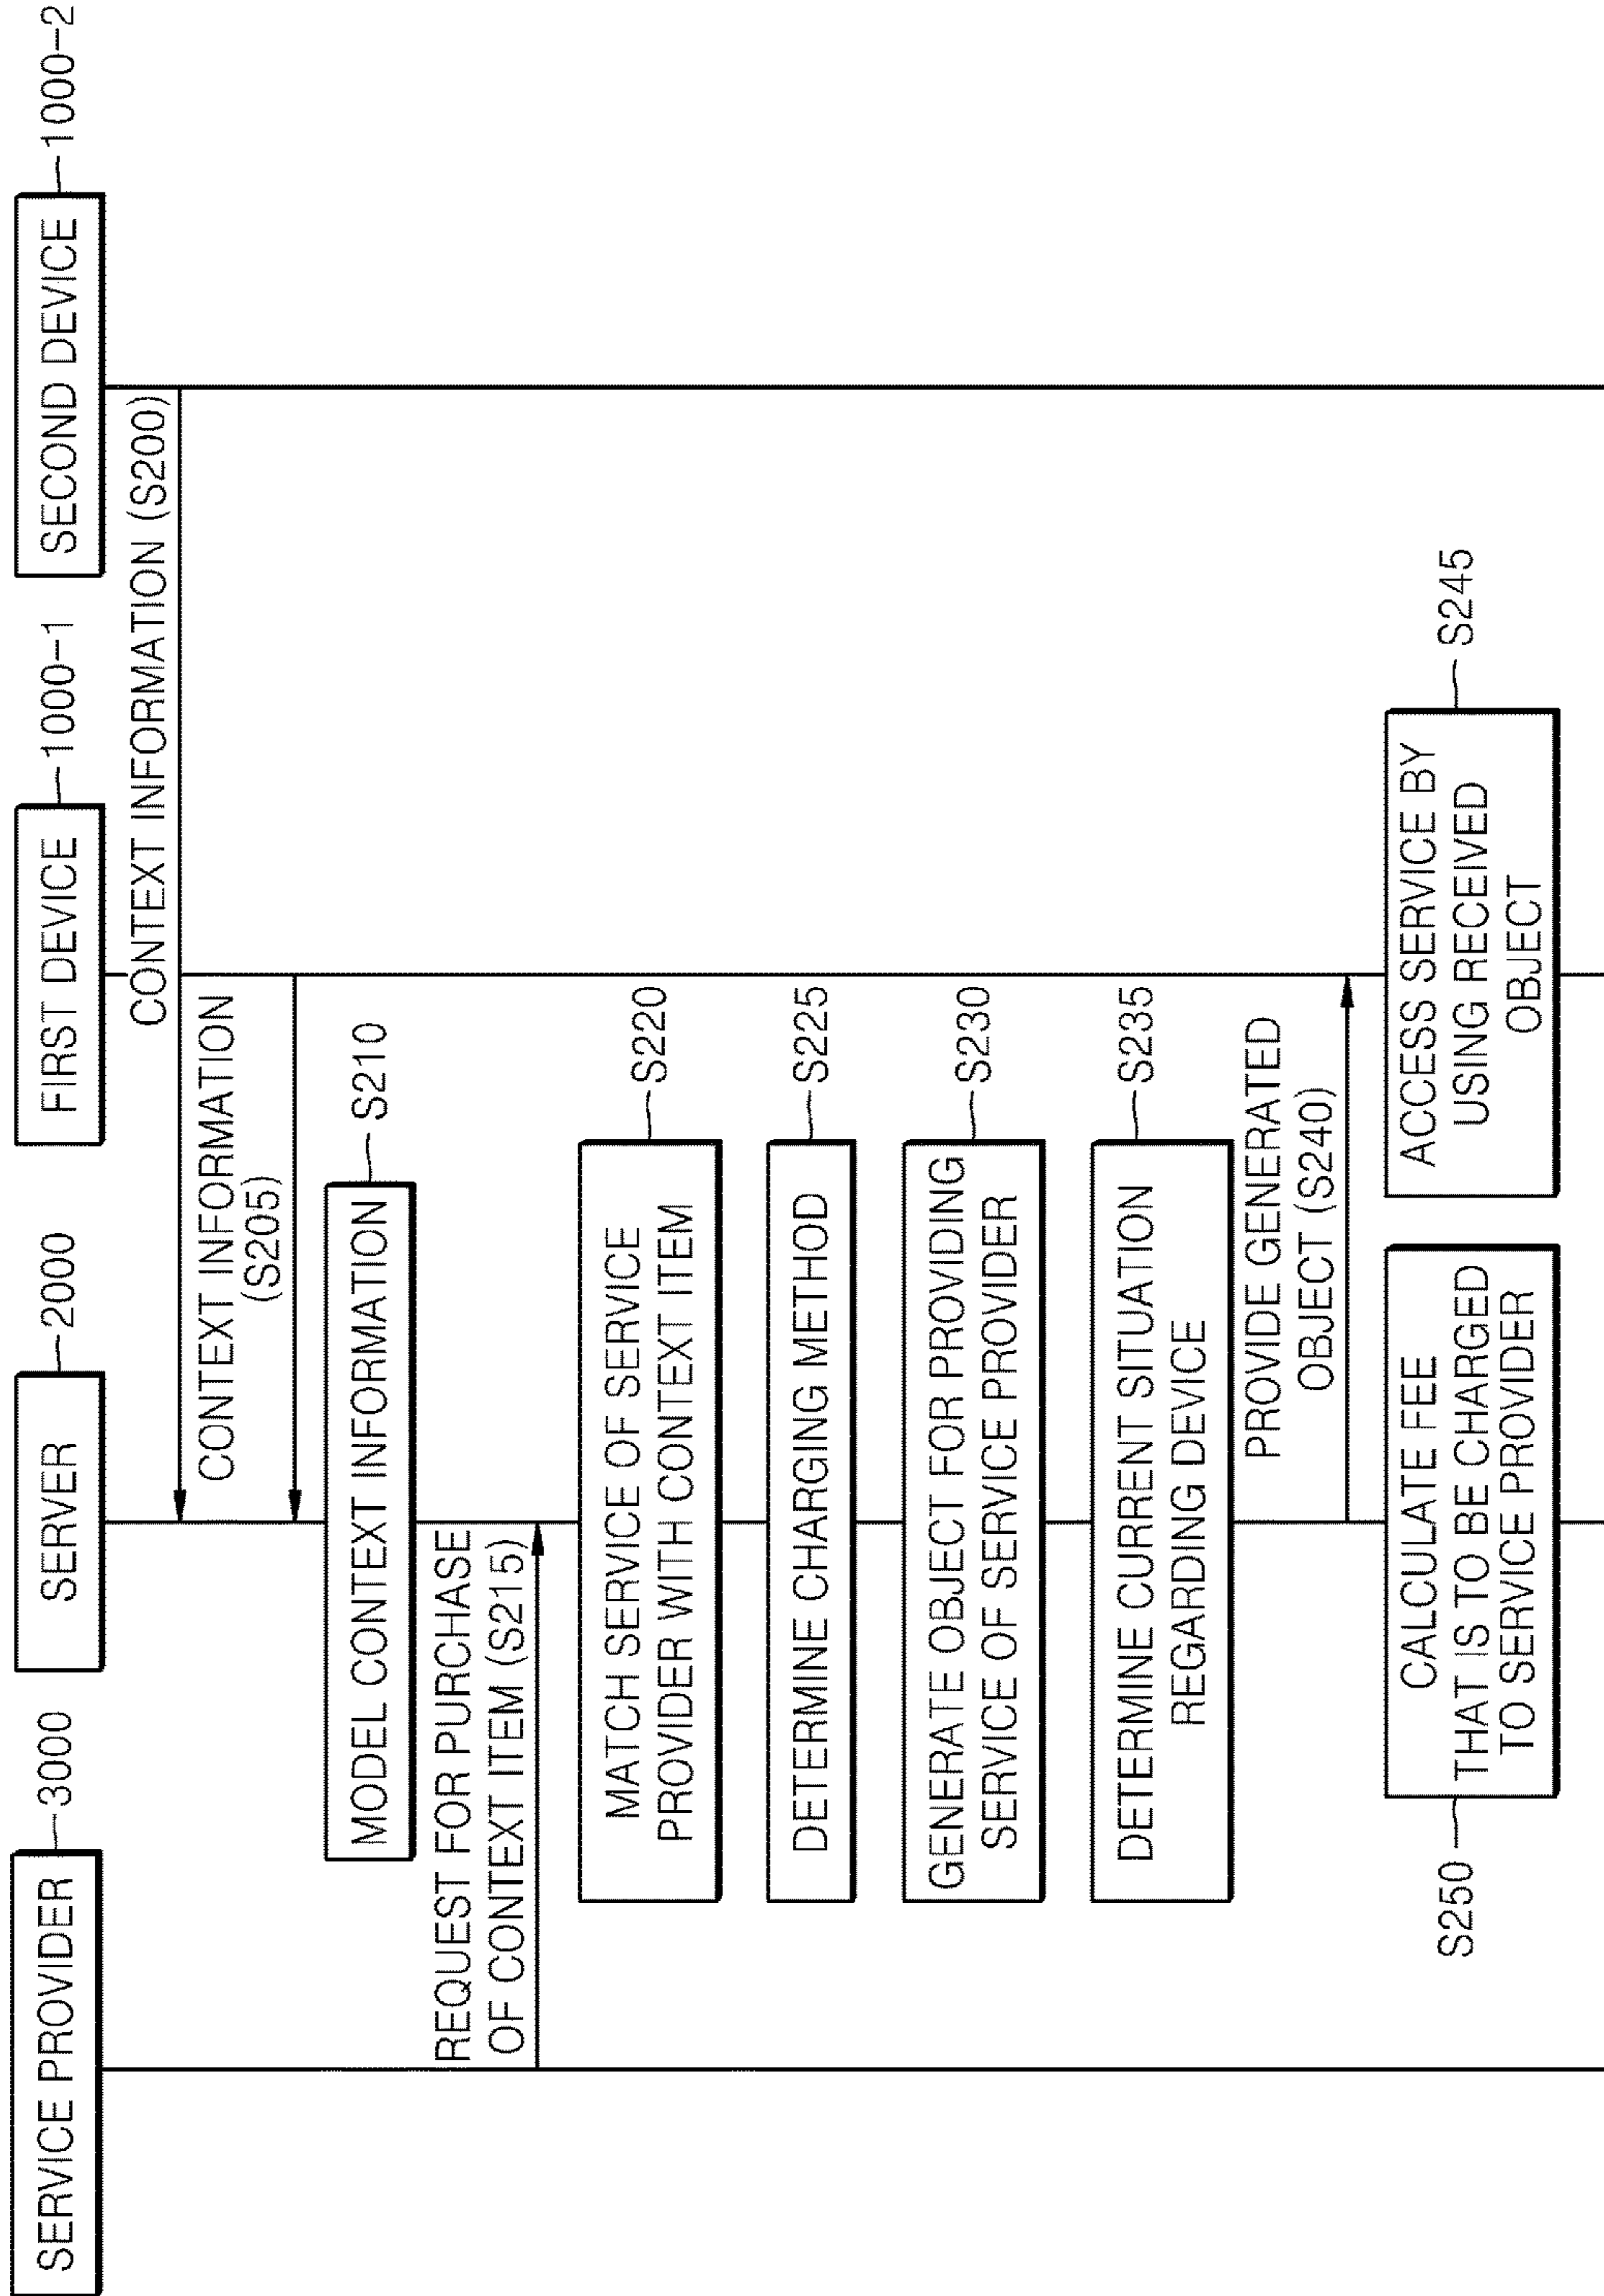 SERVICE PROVIDER
3000
SERVER
2000
FIRST DEVICE
1000-1
SECOND DEVICE
1000-2
CONTEXT INFORMATION (S200)
CONTEXT INFORMATION
(S205)
MODEL CONTEXT INFORMATION
S210
REQUEST FOR PURCHASE
OF CONTEXT ITEM (S215)
MATCH SERVICE OF SERVICE
PROVIDER WITH CONTEXT ITEM
S220
DETERMINE CHARGING METHOD
S225
GENERATE OBJECT FOR PROVIDING
SERVICE OF SERVICE PROVIDER
S230
DETERMINE CURRENT SITUATION
REGARDING DEVICE
S235
PROVIDE GENERATED
OBJECT (S240)
S250
CALCULATE FEE
THAT IS TO BE CHARGED
TO SERVICE PROVIDER
ACCESS SERVICE BY
USING RECEIVED
OBJECT
S245